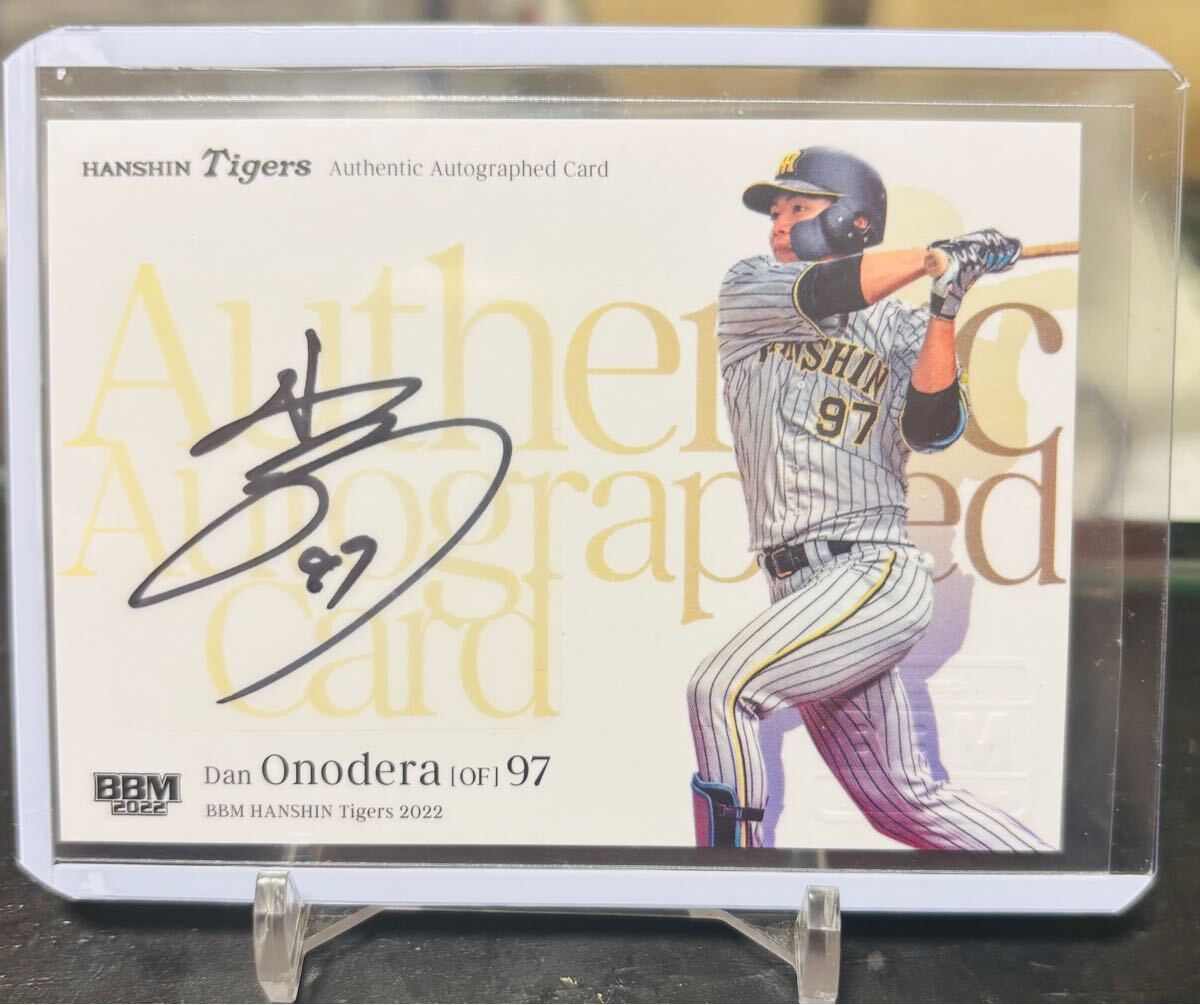 HANSHIN Tigers Authentic Autographed Card
Authentic
Autographed
Card
HANSHIN
97
97
BBM
2022
Dan Onodera [OF] 97
BBM HANSHIN Tigers 2022